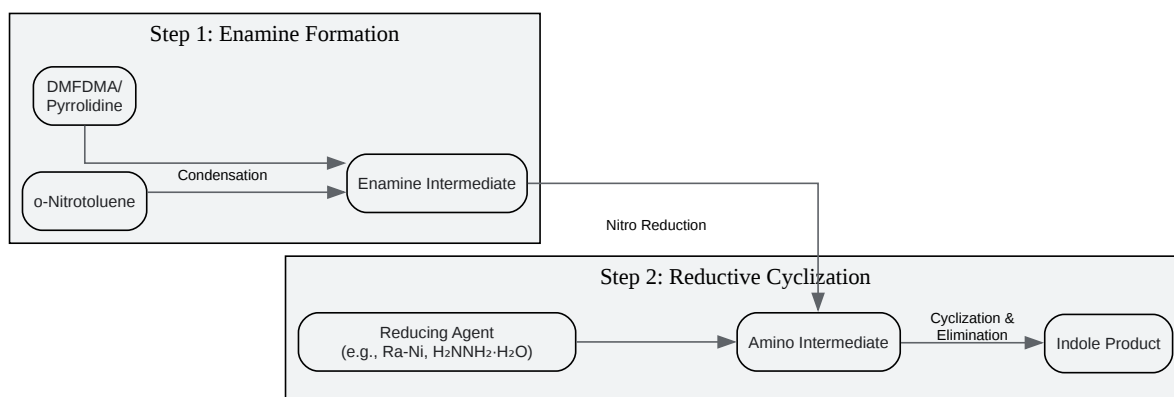 Step 1: Enamine Formation
DMFDMA/
Pyrrolidine
Condensation
o-Nitrotoluene
Enamine Intermediate
Nitro Reduction
Step 2: Reductive Cyclization
Reducing Agent
(e.g., Ra-Ni, H₂NNH₂·H₂O)
Amino Intermediate
Cyclization &
Elimination
Indole Product